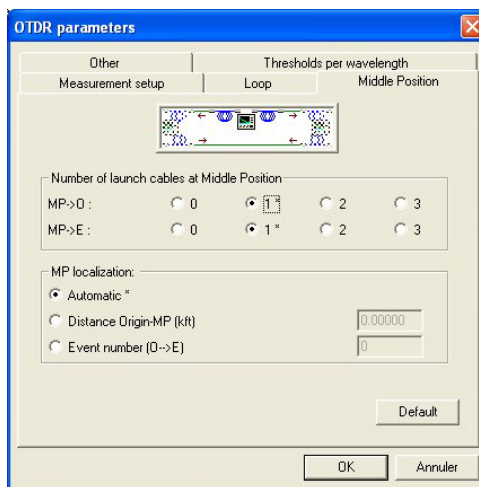 OTDR parameters
Other Thresholds per wavelength
Measurement setup Loop Middle Position
Number of launch cables at Middle Position
MP->O : 0 1 * 2 3
MP->E : 0 1 * 2 3
MP localization:
Automatic *
Distance Origin-MP (kft) 0.00000
Event number (O-->E) 0
Default
OK Annuler